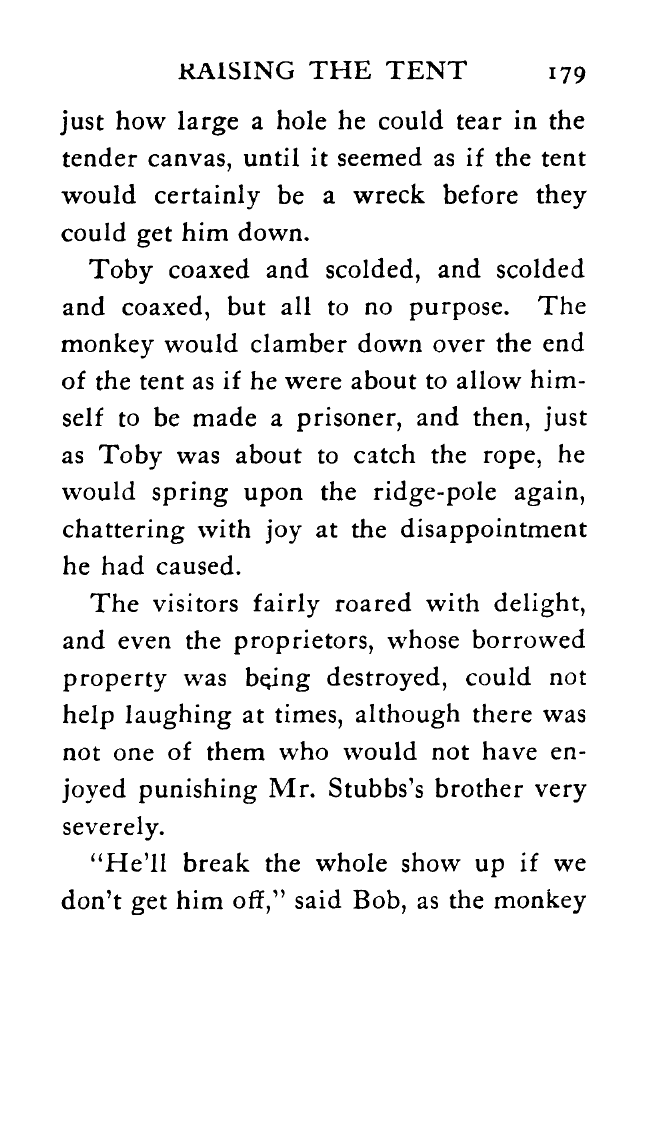 RAISING THE TENT 179
just how large a hole he could tear in the
tender canvas, until it seemed as if the tent
would certainly be a wreck before they
could get him down.
Toby coaxed and scolded, and scolded
and coaxed, but all to no purpose. The
monkey would clamber down over the end
of the tent as if he were about to allow him-
self to be made a prisoner, and then, just
as Toby was about to catch the rope, he
would spring upon the ridge-pole again,
chattering with joy at the disappointment
he had caused.
The visitors fairly roared with delight,
and even the proprietors, whose borrowed
property was being destroyed, could not
help laughing at times, although there was
not one of them who would not have en-
joyed punishing Mr. Stubbs's brother very
severely.
"He'll break the whole show up if we
don't get him off," said Bob, as the monkey